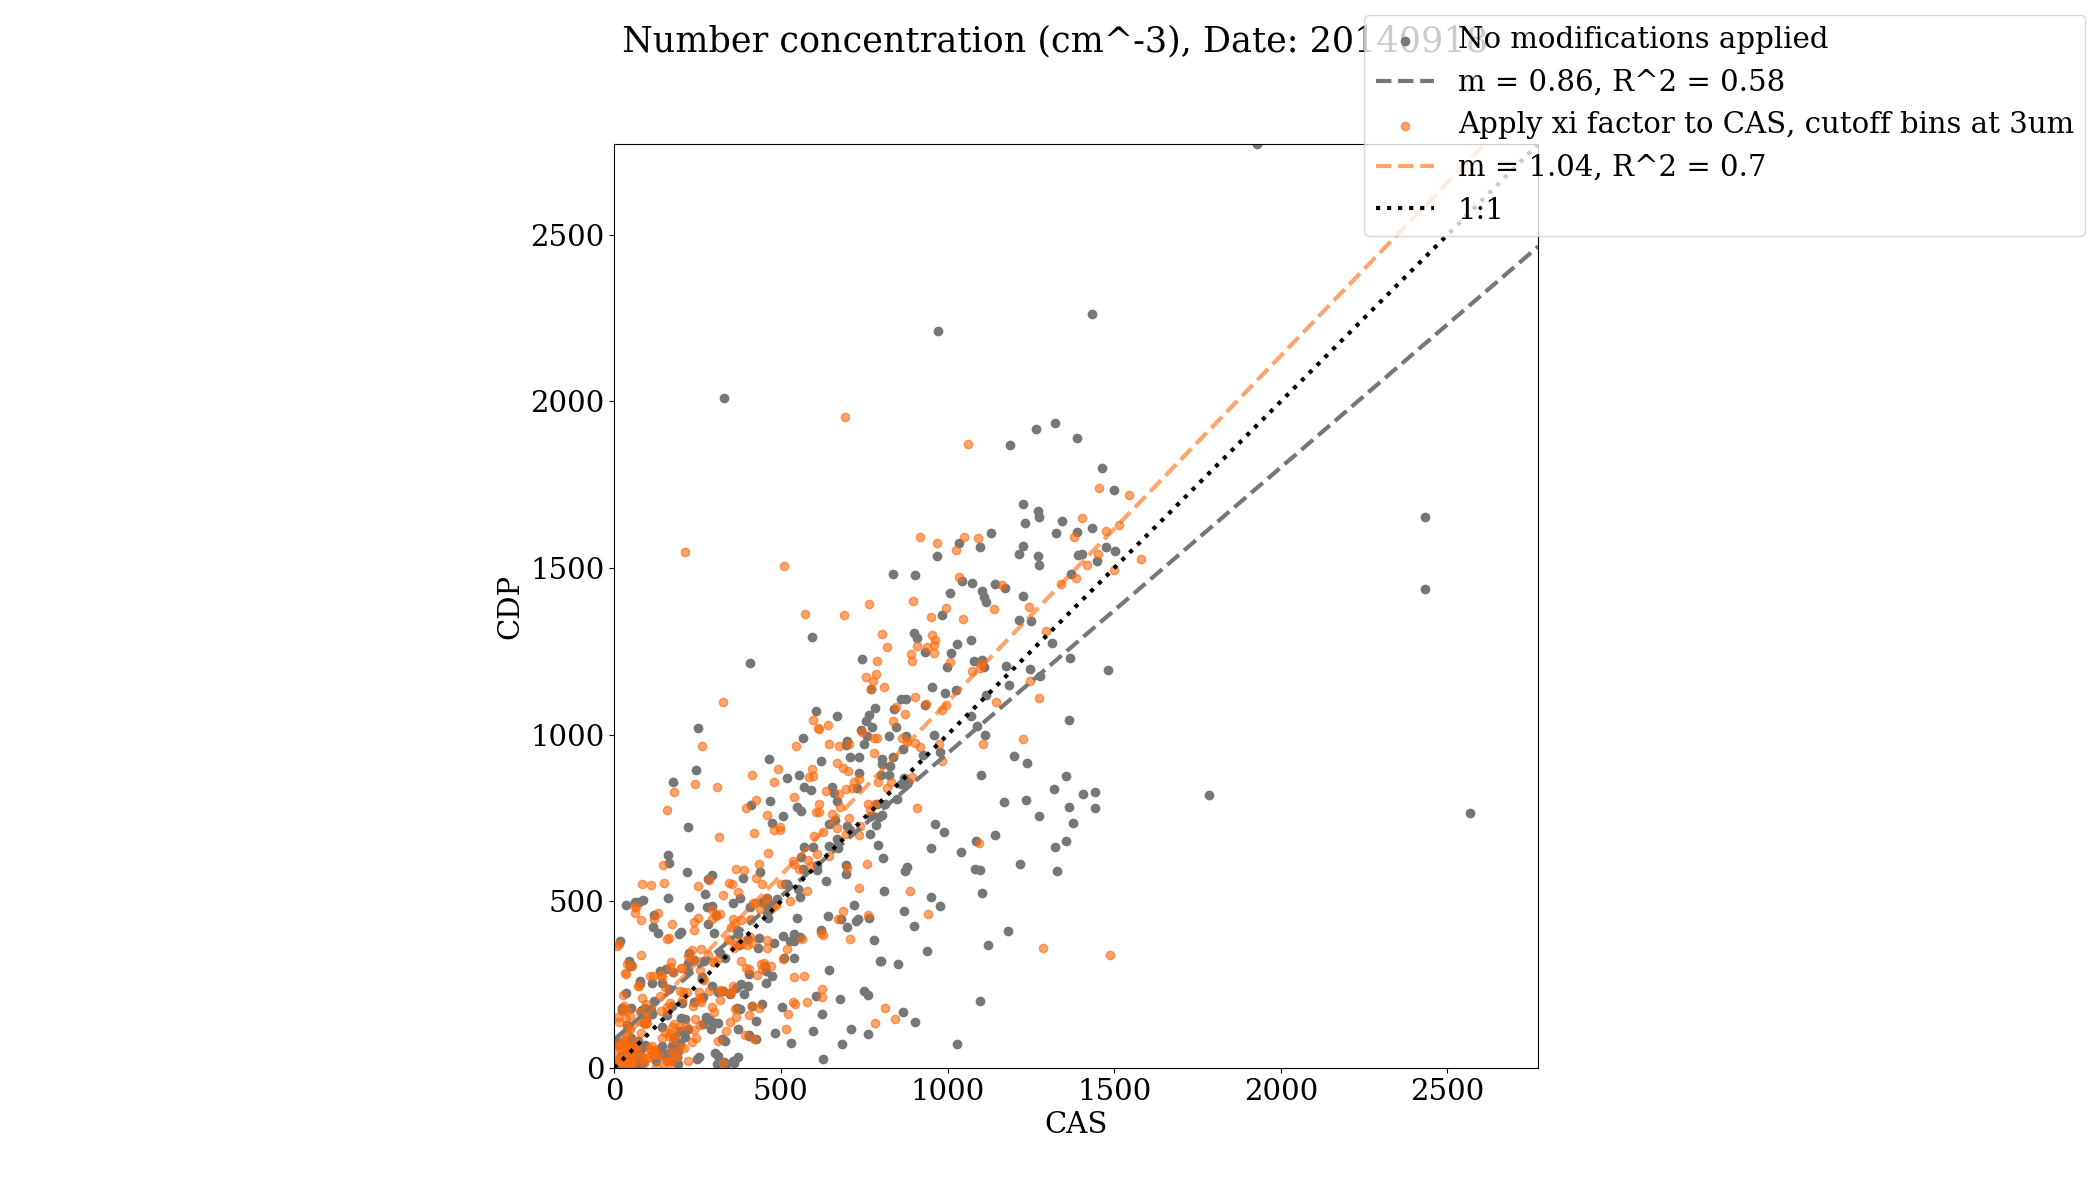 Number concentration (cm^-3), Date: 20140918
No modifications applied
m = 0.86, R^2 = 0.58
Apply xi factor to CAS, cutoff bins at 3um
m = 1.04, R^2 = 0.7
1:1
2500
2000
1500
1000
500
0
CDP
0 500 1000 1500 2000 2500
CAS